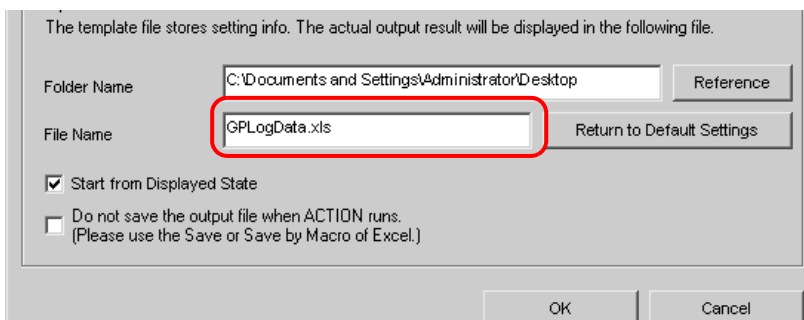 The template file stores setting info. The actual output result will be displayed in the following file.
Folder Name C:\Documents and Settings\Administrator\Desktop Reference
File Name GPLogData.xls Return to Default Settings
Start from Displayed State
Do not save the output file when ACTION runs.
(Please use the Save or Save by Macro of Excel.)
OK Cancel